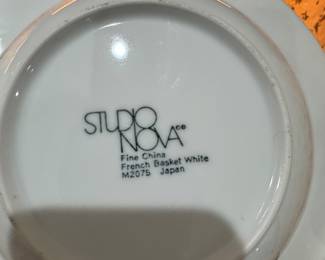 STUDIO
NOVA
Fine China
French Basket White
M2075 Japan